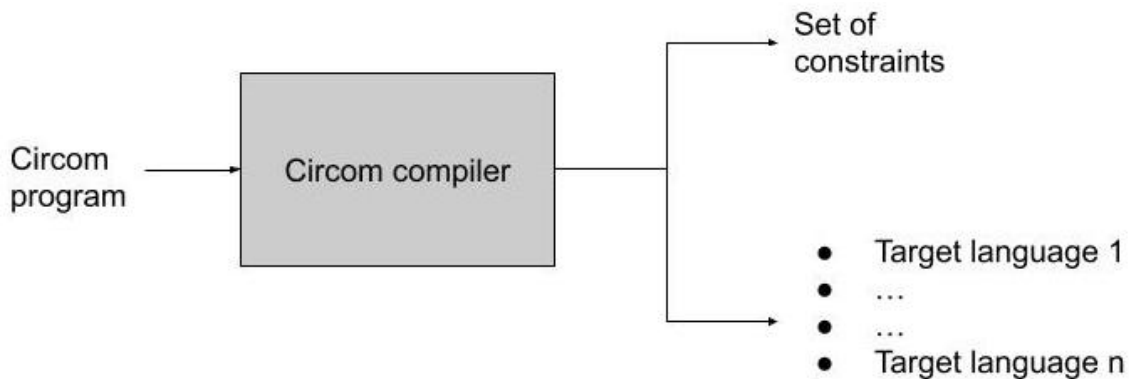 Set of
constraints
Circom
program
Circom compiler
● Target language 1
● …
● …
● Target language n